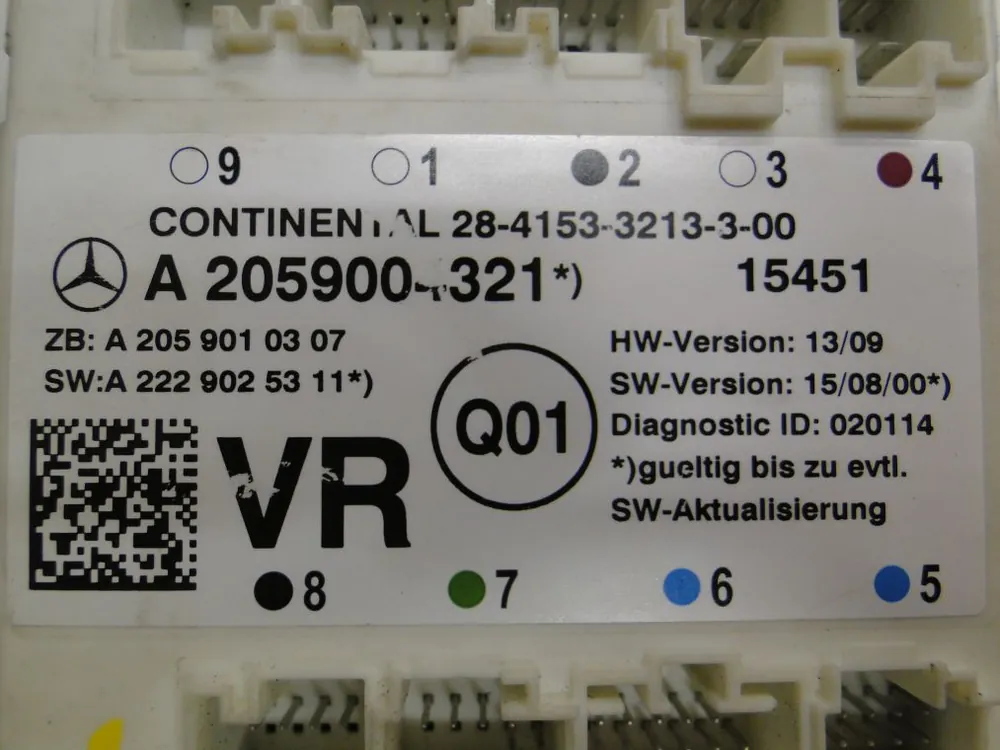 9 1 2 3 4
CONTINENTAL 28-4153-3213-3-00
A 205900-4321*) 15451
ZB: A 205 901 03 07
SW:A 222 902 53 11*)
HW-Version: 13/09
SW-Version: 15/08/00*)
Diagnostic ID: 020114
*)gueltig bis zu evtl.
SW-Aktualisierung
Q01
VR
8 7 6 5